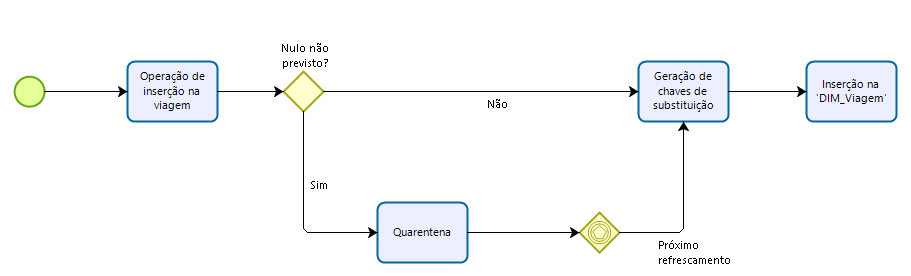 Nulo não
previsto?
Operação de
inserção na
viagem
Não
Geração de
chaves de
substituição
Inserção na
'DIM_Viagem'
Sim
Quarentena
Próximo
refrescamento